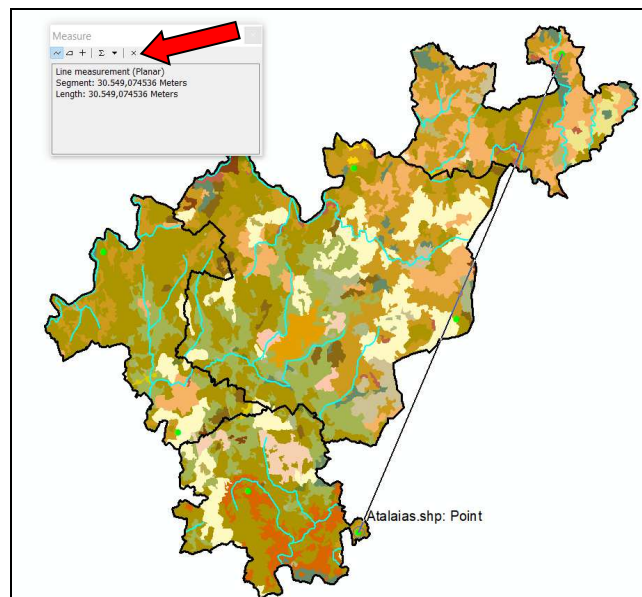 Measure
Line measurement (Planar)
Segment: 30.549,074536 Meters
Length: 30.549,074536 Meters
Atalaias.shp: Point